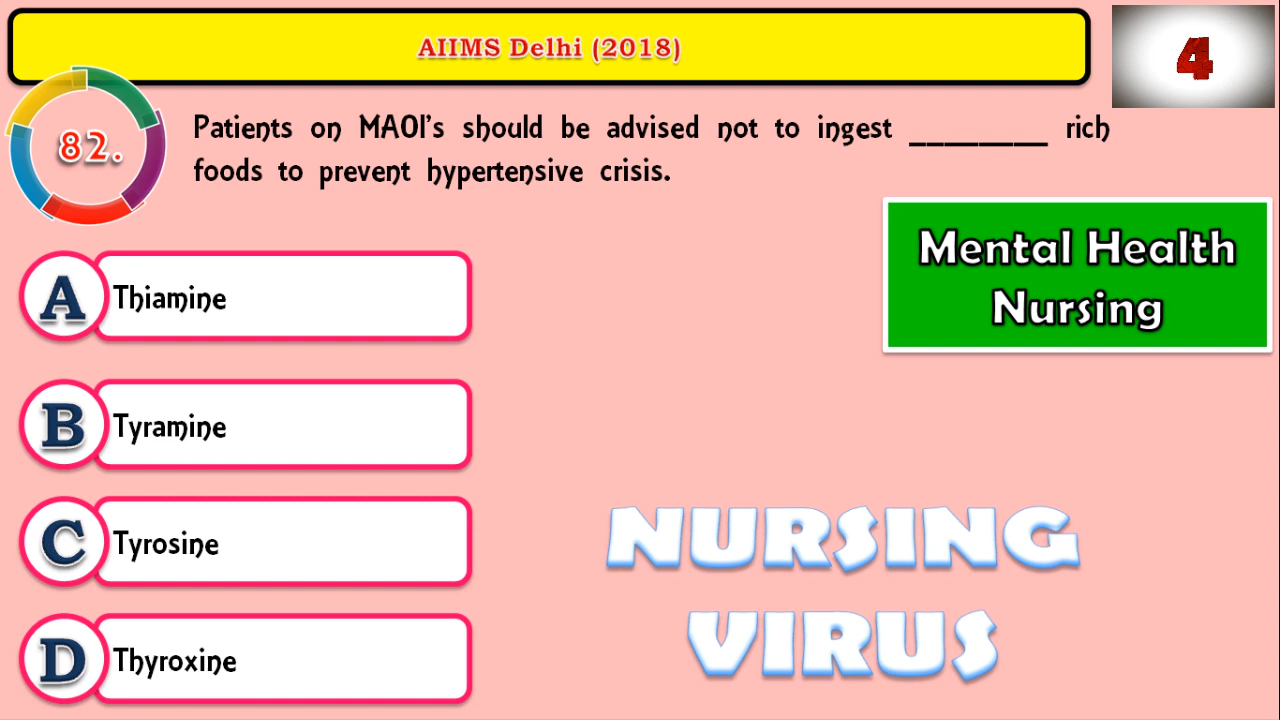 AIIMS Delhi (2018)
4
82.
Patients on MAOI's should be advised not to ingest ________ rich
foods to prevent hypertensive crisis.
Mental Health
Nursing
A Thiamine
B Tyramine
C Tyrosine
D Thyroxine
NURSING
VIRUS